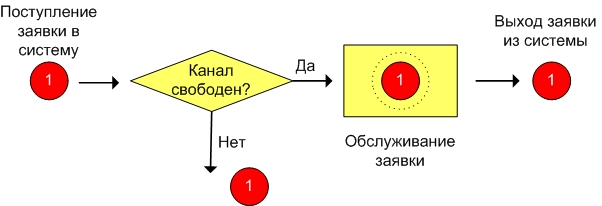 Поступление
заявки в
систему
1
Канал
свободен?
Да
Нет
1
1
Обслуживание
заявки
Выход заявки
из системы
1